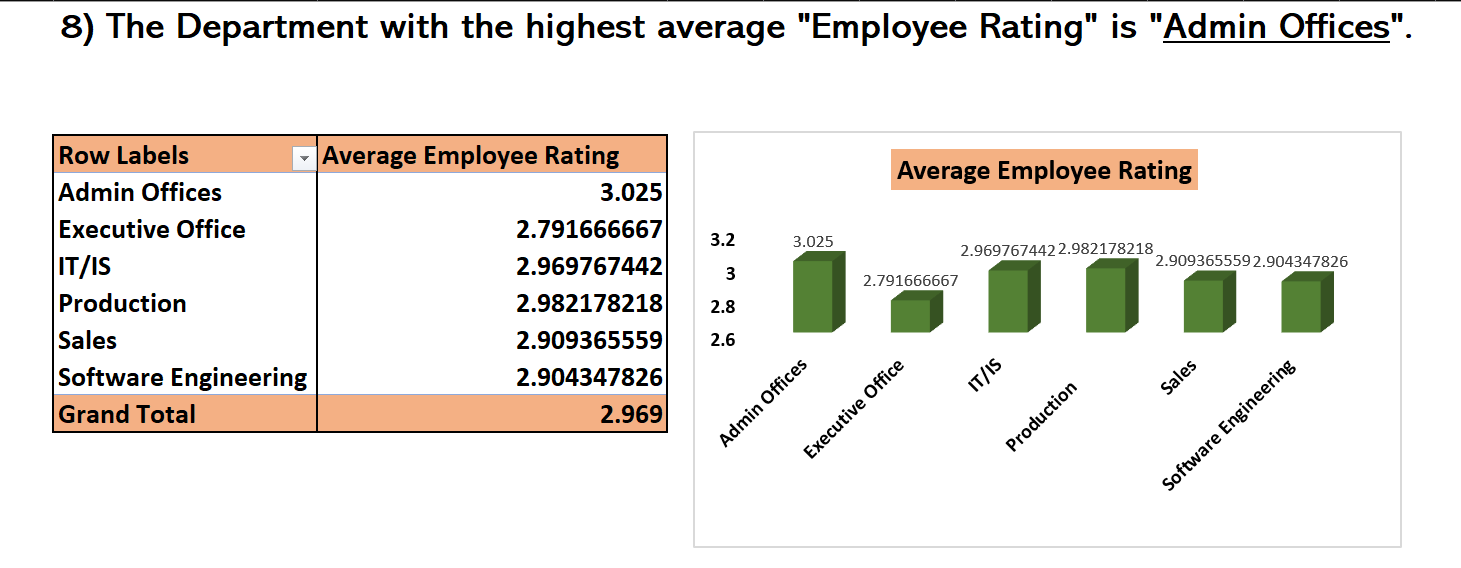 8) The Department with the highest average "Employee Rating" is "Admin Offices".
Row Labels Average Employee Rating
Admin Offices 3.025
Executive Office 2.791666667
IT/IS 2.969767442
Production 2.982178218
Sales 2.909365559
Software Engineering 2.904347826
Grand Total 2.969
Average Employee Rating
3.2
3
2.8
2.6
3.025
2.791666667
2.969767442
2.982178218
2.909365559
2.904347826
Admin Offices
Executive Office
IT/IS
Production
Sales
Software Engineering